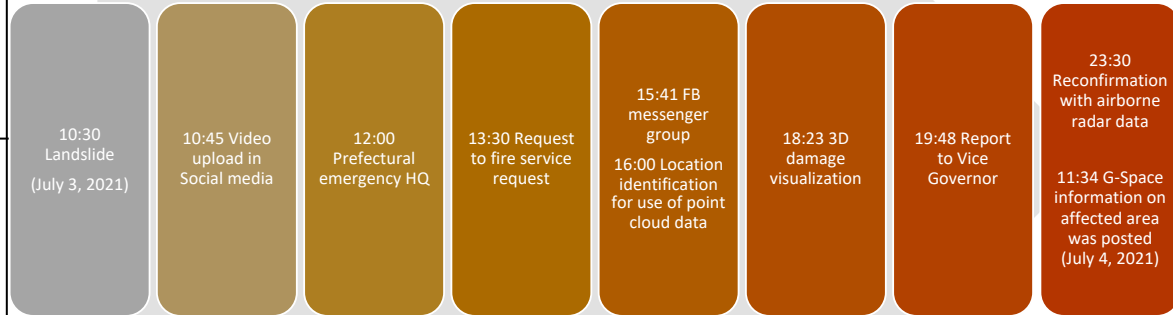 10:30
Landslide
(July 3, 2021)
10:45 Video
upload in
Social media
12:00
Prefectural
emergency HQ
13:30 Request
to fire service
request
15:41 FB
messenger
group
16:00 Location
identification
for use of point
cloud data
18:23 3D
damage
visualization
19:48 Report
to Vice
Governor
23:30
Reconfirmation
with airborne
radar data
11:34 G-Space
information on
affected area
was posted
(July 4, 2021)